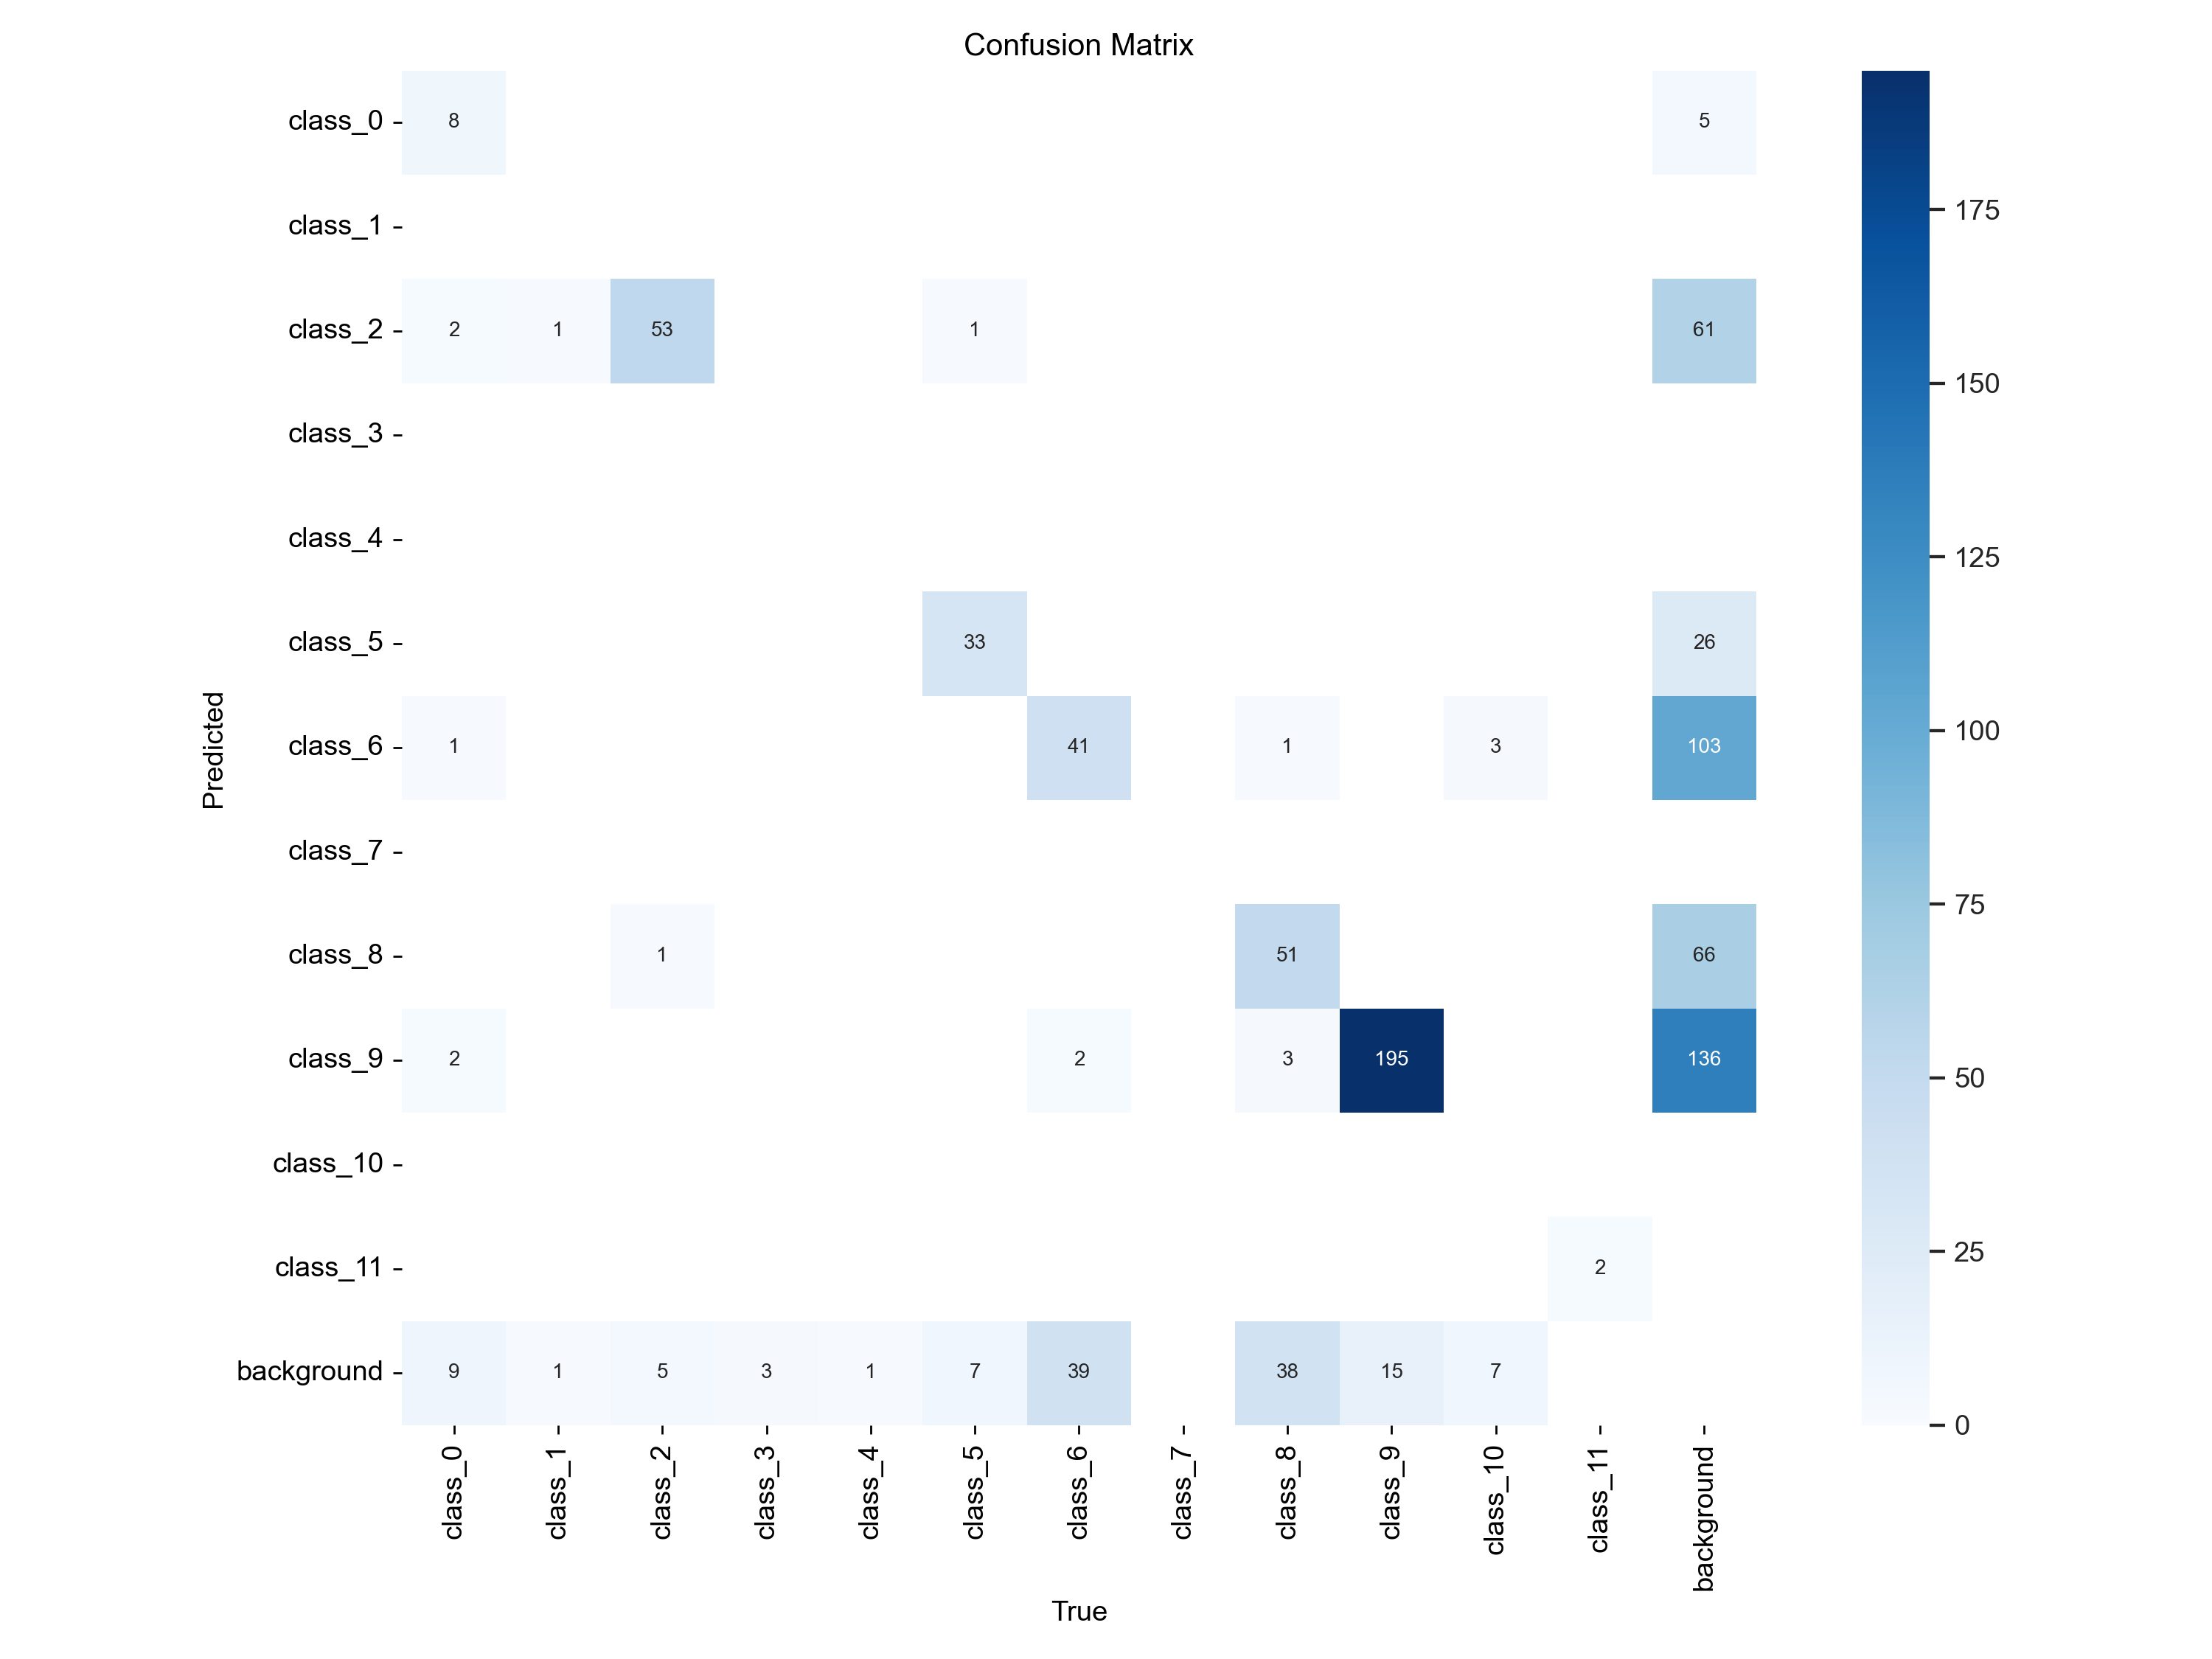 Confusion Matrix
class_0 8 5
class_1
class_2 2 1 53 1 61
class_3
class_4
class_5 33 26
class_6 1 41 1 3 103
class_7
class_8 1 51 66
class_9 2 2 3 195 136
class_10
class_11 2
background 9 1 5 3 1 7 39 38 15 7
class_0 class_1 class_2 class_3 class_4 class_5 class_6 class_7 class_8 class_9 class_10 class_11 background
True
Predicted
175
150
125
100
75
50
25
0